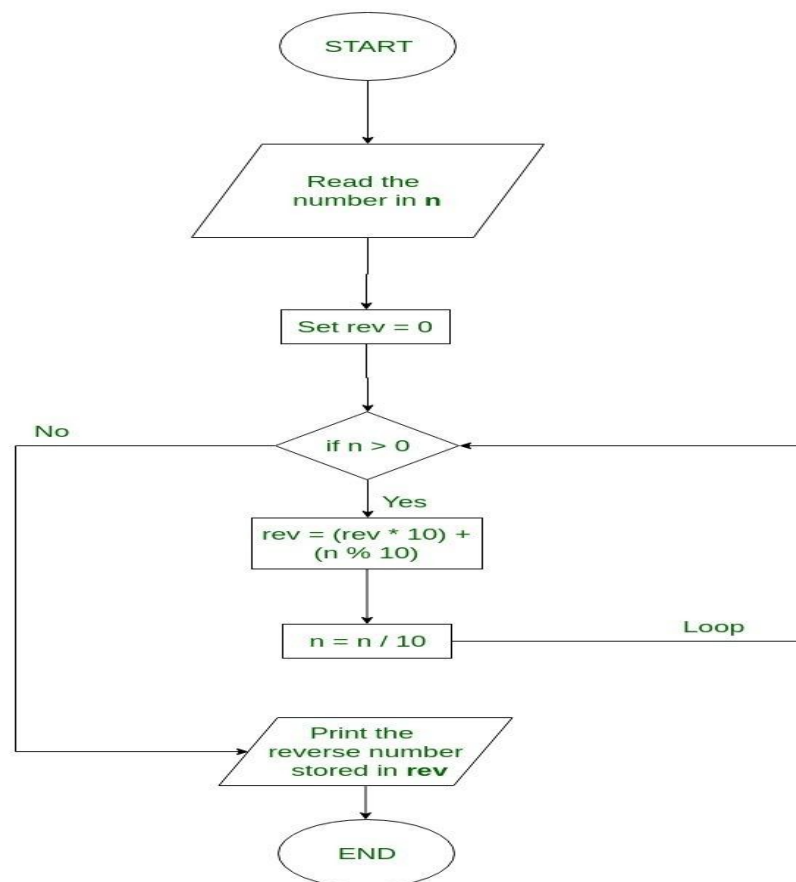 START
Read the
number in n
Set rev = 0
No
if n > 0
Yes
rev = (rev * 10) +
(n % 10)
n = n / 10
Loop
Print the
reverse number
stored in rev
END